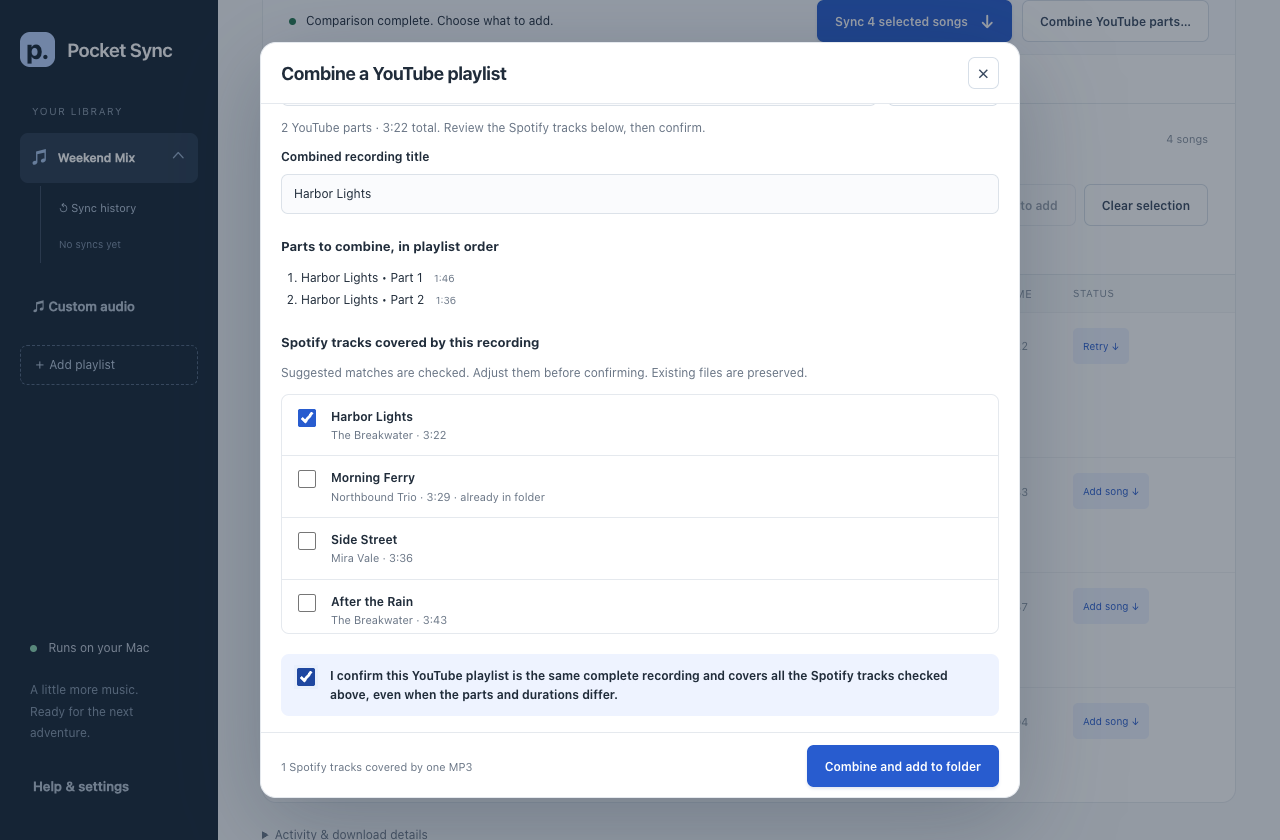 p. Pocket Sync
YOUR LIBRARY
Weekend Mix
Sync history
No syncs yet
Custom audio
+ Add playlist
Runs on your Mac
A little more music.
Ready for the next
adventure.
Help & settings
Comparison complete. Choose what to add.
Sync 4 selected songs
Combine YouTube parts...
4 songs
to add
Clear selection
STATUS
Retry
Add song
Add song
Add song
Activity & download details
Combine a YouTube playlist
2 YouTube parts · 3:22 total. Review the Spotify tracks below, then confirm.
Combined recording title
Harbor Lights
Parts to combine, in playlist order
1. Harbor Lights • Part 1 1:46
2. Harbor Lights • Part 2 1:36
Spotify tracks covered by this recording
Suggested matches are checked. Adjust them before confirming. Existing files are preserved.
Harbor Lights
The Breakwater · 3:22
Morning Ferry
Northbound Trio · 3:29 · already in folder
Side Street
Mira Vale · 3:36
After the Rain
The Breakwater · 3:43
I confirm this YouTube playlist is the same complete recording and covers all the Spotify tracks checked
above, even when the parts and durations differ.
1 Spotify tracks covered by one MP3
Combine and add to folder